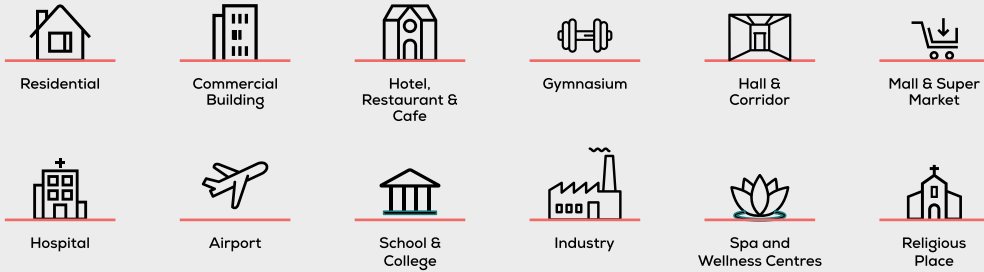 Residential
Commercial
Building
Hotel,
Restaurant &
Cafe
Gymnasium
Hall &
Corridor
Mall & Super
Market
Hospital
Airport
School &
College
Industry
Spa and
Wellness Centres
Religious
Place